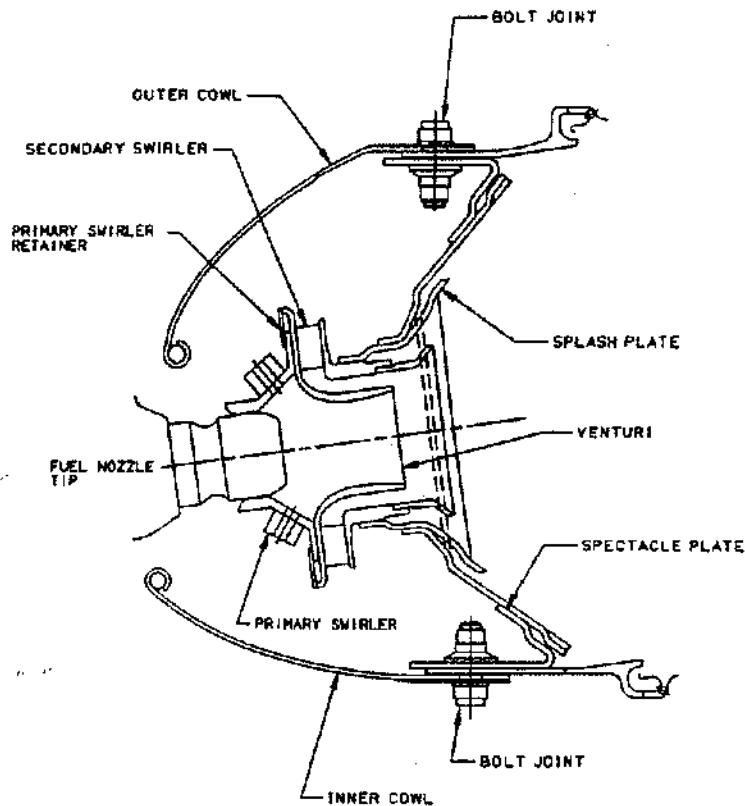 BOLT JOINT
OUTER COWL
SECONDARY SWIRLER
PRIMARY SWIRLER
RETAINER
SPLASH PLATE
VENTURI
FUEL NOZZLE
TIP
SPECTACLE PLATE
PRIMARY SWIRLER
BOLT JOINT
INNER COWL